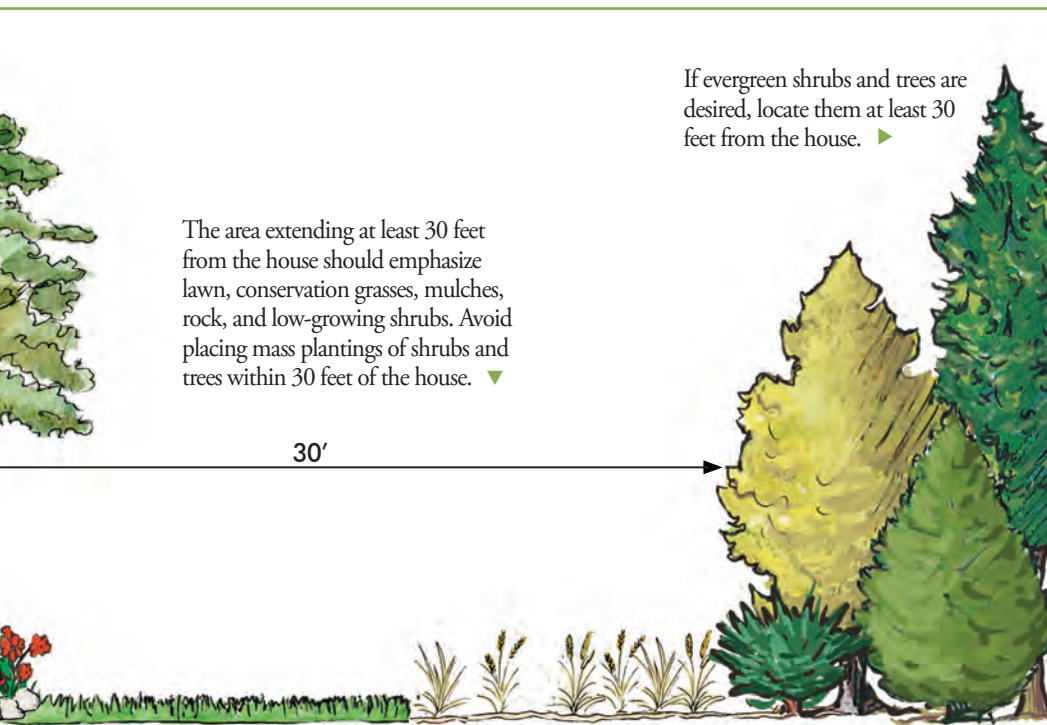 If evergreen shrubs and trees are
desired, locate them at least 30
feet from the house. ▶
The area extending at least 30 feet
from the house should emphasize
lawn, conservation grasses, mulches,
rock, and low-growing shrubs. Avoid
placing mass plantings of shrubs and
trees within 30 feet of the house. ▼
30′